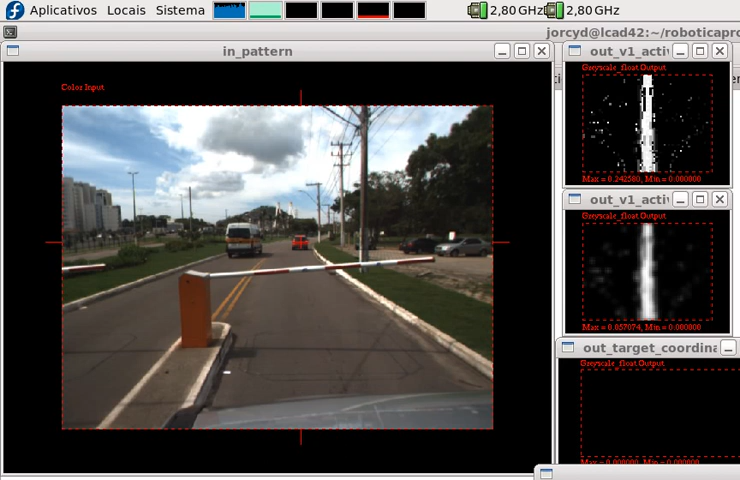 Aplicativos Locais Sistema 2,80 GHz 2,80 GHz
jorcyd@lcad42:~/roboticapro
in_pattern
Color Input
out_v1_activ
Greyscale_float Output
Max = 0.242580, Min = 0.000000
out_v1_activ
Greyscale_float Output
Max = 0.057074, Min = 0.000000
out_target_coordina
Max = 0.000000, Min = 0.000000